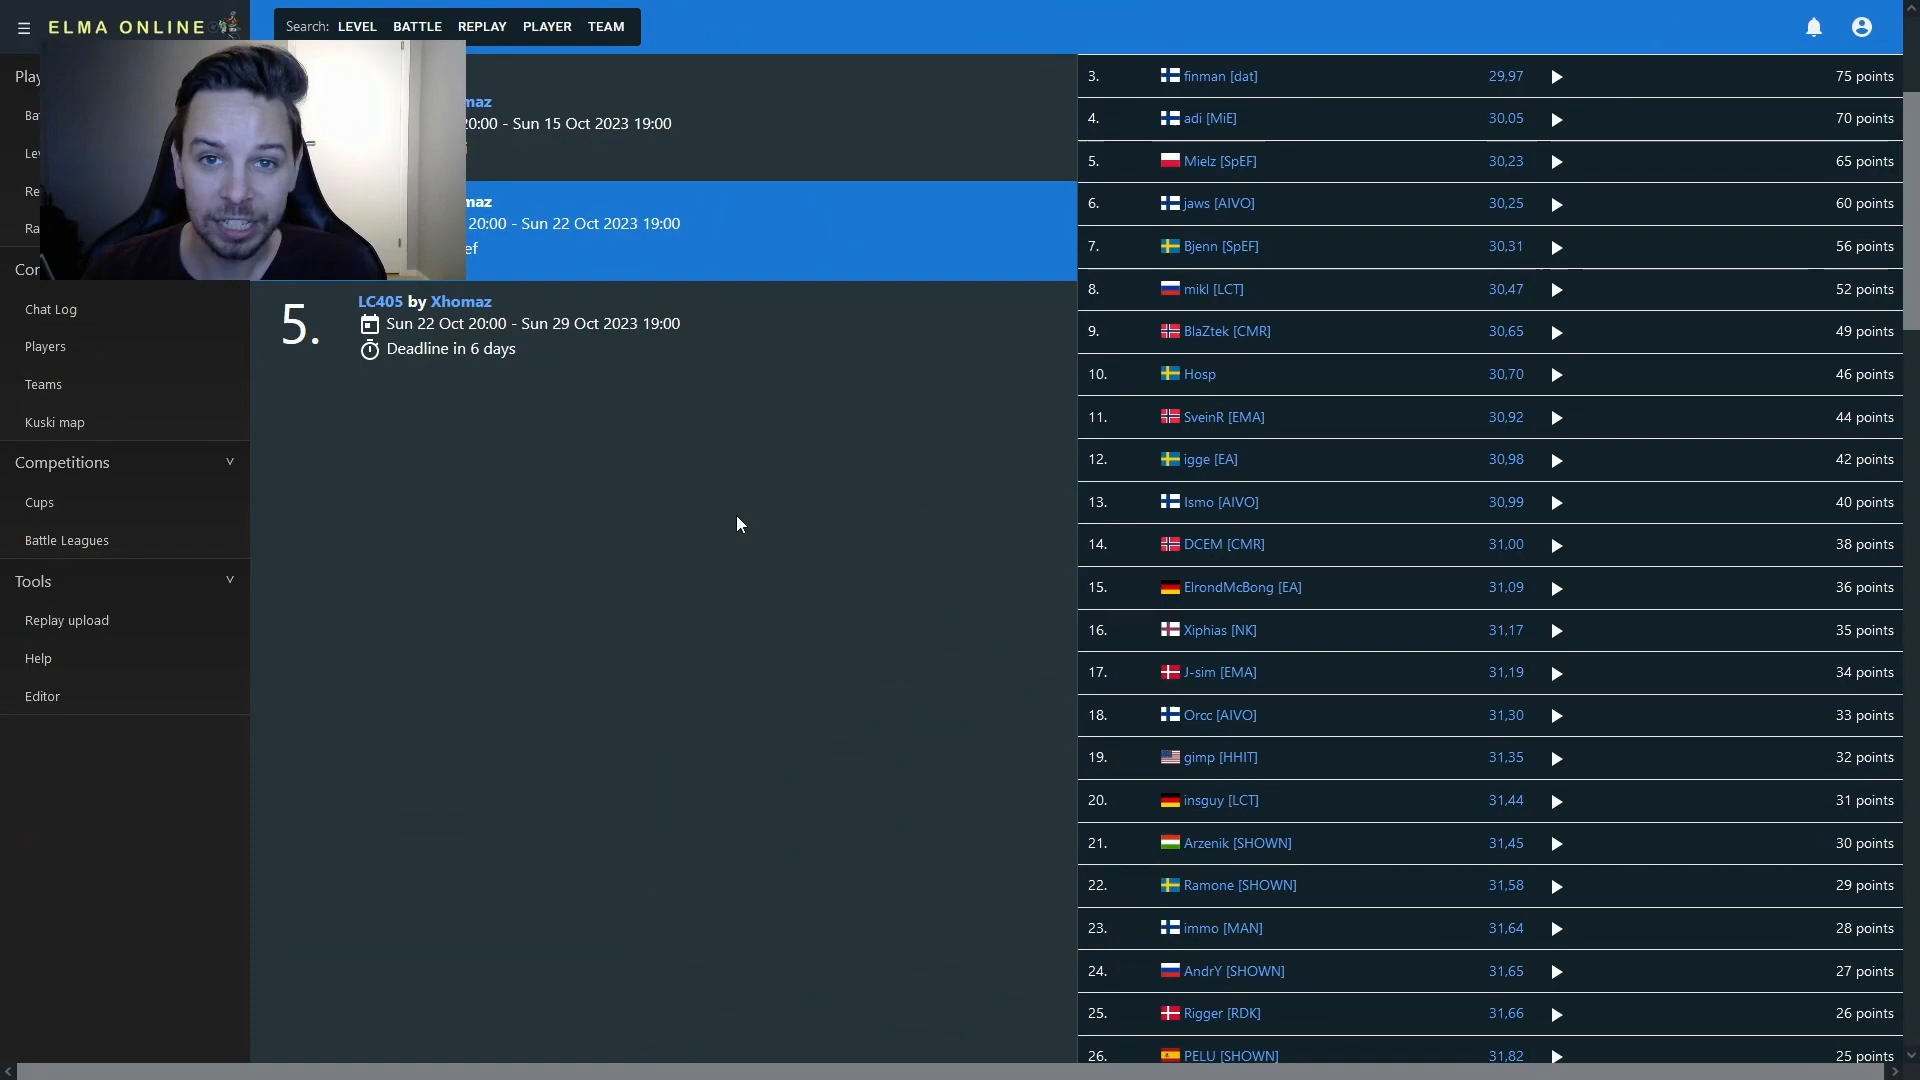 ELMA ONLINE
Search: LEVEL BATTLE REPLAY PLAYER TEAM
Play
Ba
Lev
Re
Ra
Con
Chat Log
Players
Teams
Kuski map
Competitions
Cups
Battle Leagues
Tools
Replay upload
Help
Editor
maz
20:00 - Sun 15 Oct 2023 19:00
maz
20:00 - Sun 22 Oct 2023 19:00
ef
5.
LC405 by Xhomaz
Sun 22 Oct 20:00 - Sun 29 Oct 2023 19:00
Deadline in 6 days
3. finman [dat] 29,97 75 points
4. adi [MiE] 30,05 70 points
5. Mielz [SpEF] 30,23 65 points
6. jaws [AIVO] 30,25 60 points
7. Bjenn [SpEF] 30,31 56 points
8. mikl [LCT] 30,47 52 points
9. BlaZtek [CMR] 30,65 49 points
10. Hosp 30,70 46 points
11. SveinR [EMA] 30,92 44 points
12. igge [EA] 30,98 42 points
13. Ismo [AIVO] 30,99 40 points
14. DCEM [CMR] 31,00 38 points
15. ElrondMcBong [EA] 31,09 36 points
16. Xiphias [NK] 31,17 35 points
17. J-sim [EMA] 31,19 34 points
18. Orcc [AIVO] 31,30 33 points
19. gimp [HHIT] 31,35 32 points
20. insguy [LCT] 31,44 31 points
21. Arzenik [SHOWN] 31,45 30 points
22. Ramone [SHOWN] 31,58 29 points
23. immo [MAN] 31,64 28 points
24. AndrY [SHOWN] 31,65 27 points
25. Rigger [RDK] 31,66 26 points
26. PELU [SHOWN] 31,82 25 points